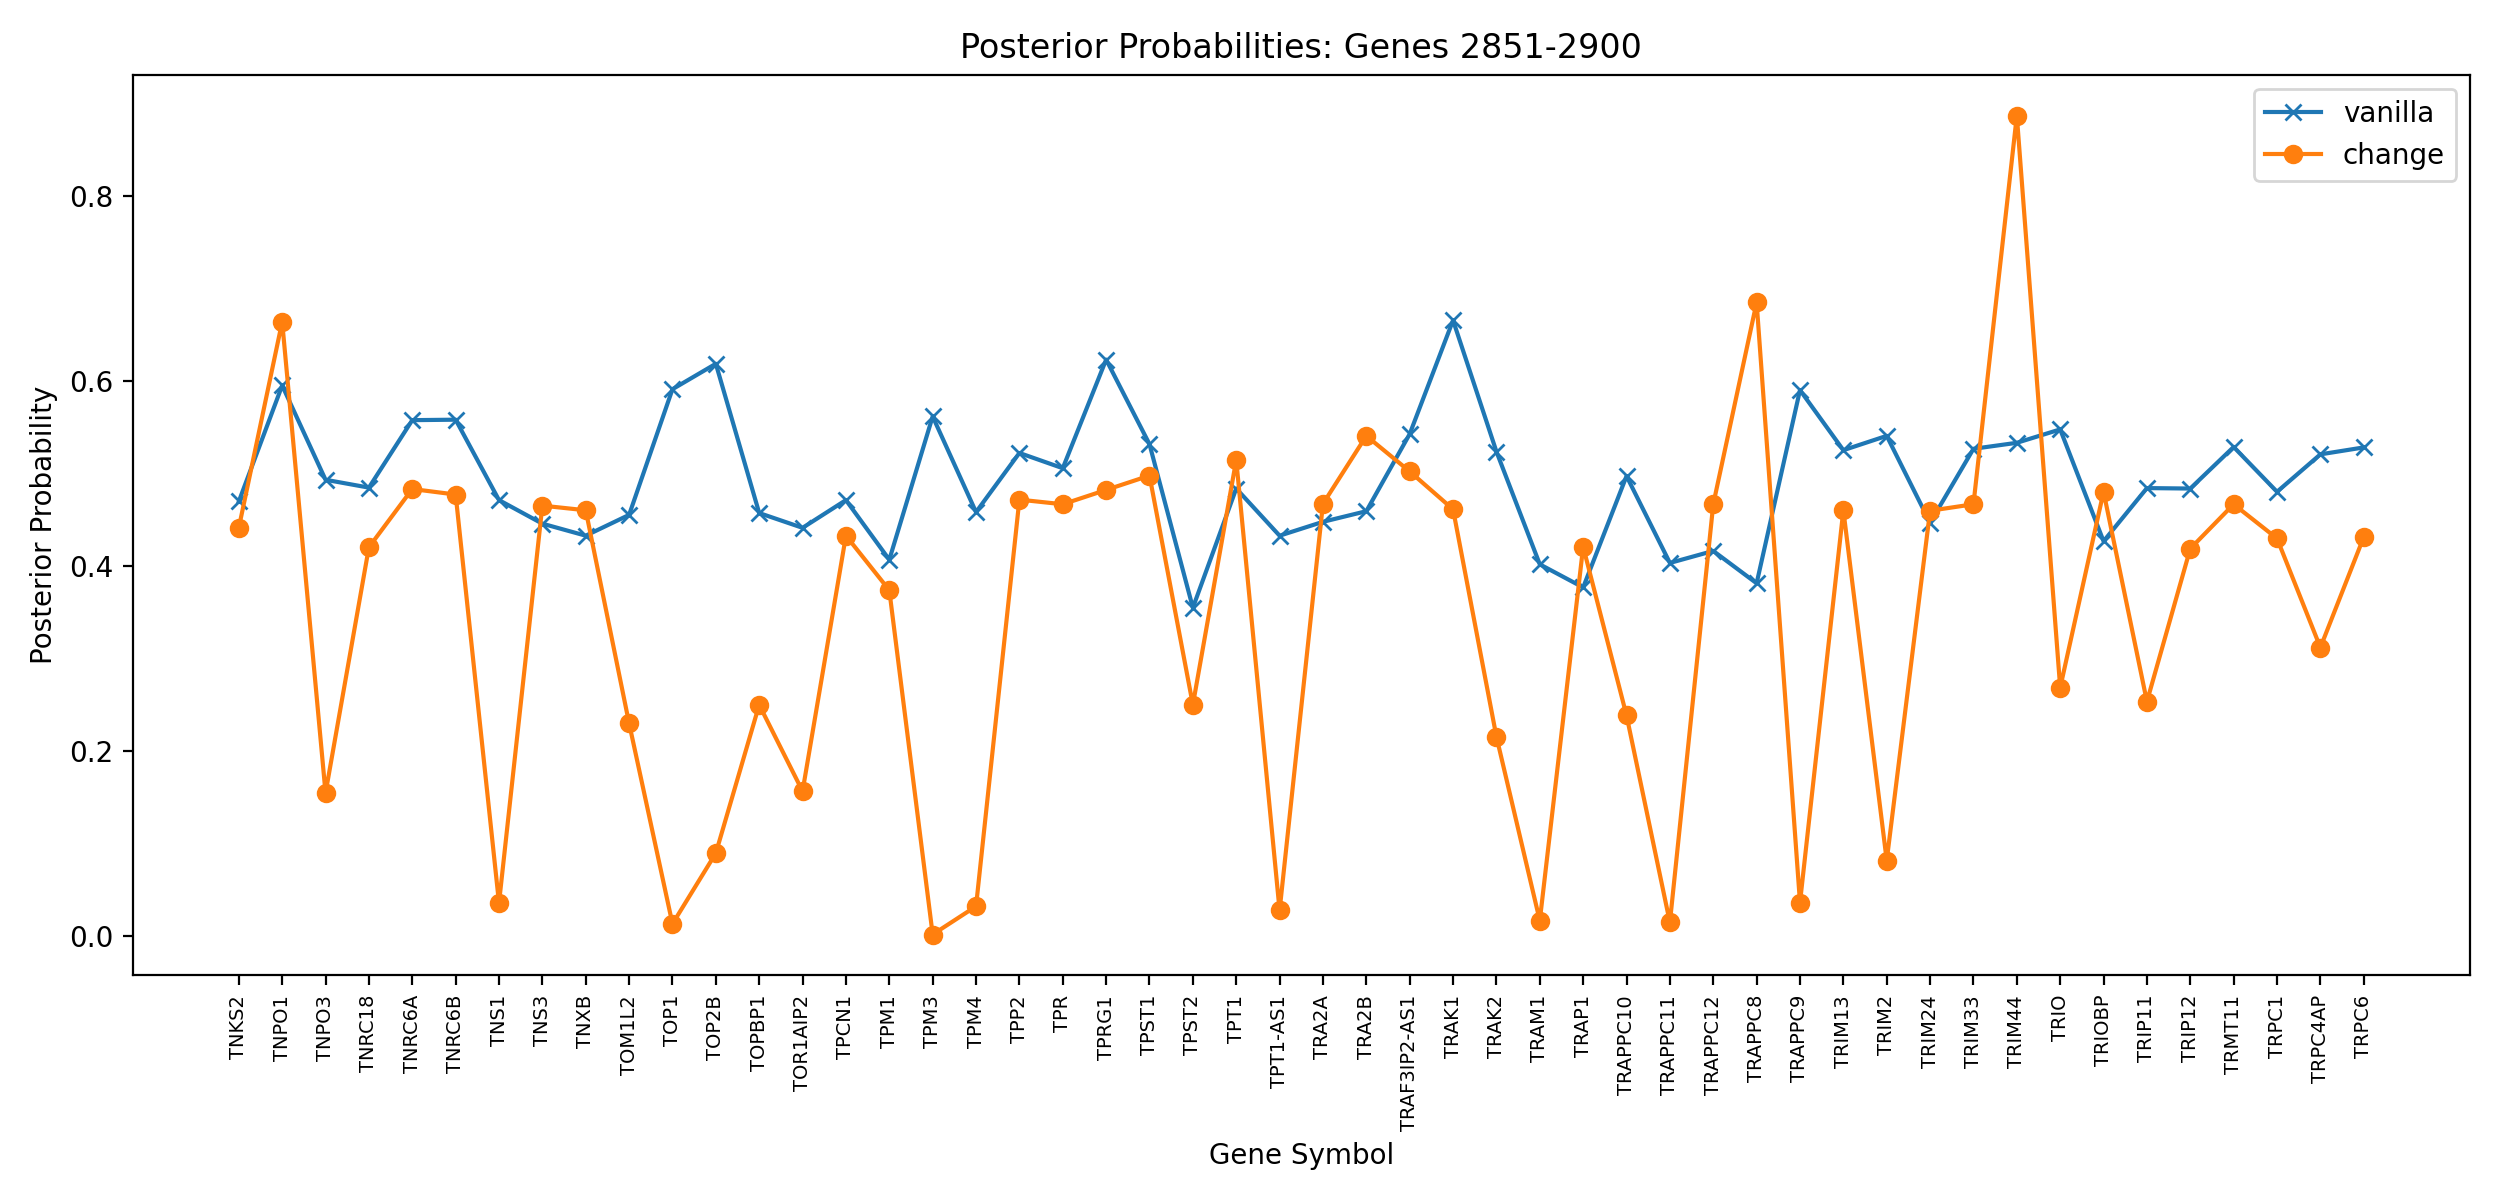 Posterior Probabilities: Genes 2851-2900
vanilla
change
Posterior Probability
0.8
0.6
0.4
0.2
0.0
TNKS2
TNPO1
TNPO3
TNRC18
TNRC6A
TNRC6B
TNS1
TNS3
TNXB
TOM1L2
TOP1
TOP2B
TOPBP1
TOR1AIP2
TPCN1
TPM1
TPM3
TPM4
TPP2
TPR
TPRG1
TPST1
TPST2
TPT1
TPT1-AS1
TRA2A
TRA2B
TRAF3IP2-AS1
TRAK1
TRAK2
TRAM1
TRAP1
TRAPPC10
TRAPPC11
TRAPPC12
TRAPPC8
TRAPPC9
TRIM13
TRIM2
TRIM24
TRIM33
TRIM44
TRIO
TRIOBP
TRIP11
TRIP12
TRMT11
TRPC1
TRPC4AP
TRPC6
Gene Symbol